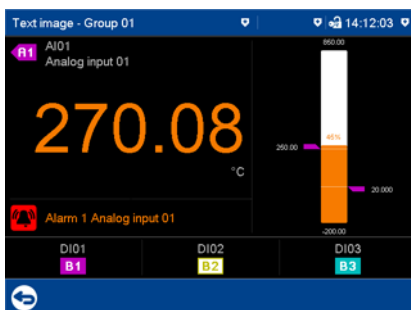 Text image - Group 01
14:12:03
A1
AI01
Analog input 01
270.08
°C
Alarm 1 Analog input 01
850.00
45%
250.00
20.000
-200.00
DI01
DI02
DI03
B1
B2
B3